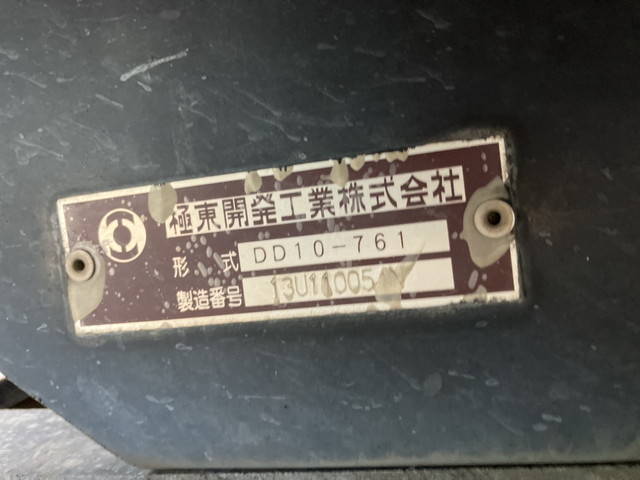 極東開発工業株式会社
形式 DD10-761
製造番号 13U11005